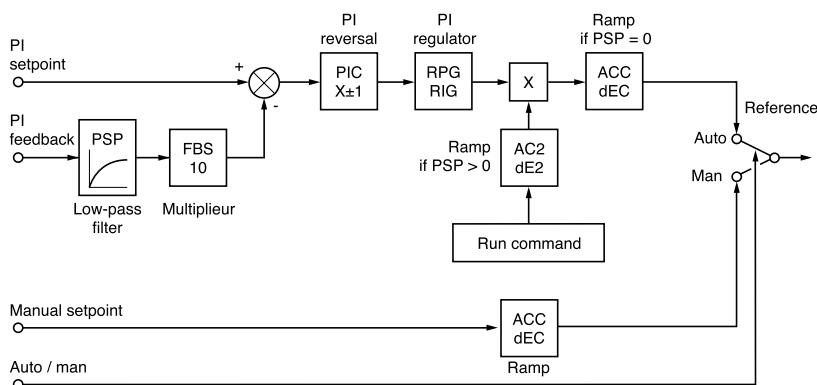 PI
setpoint
+
-
PI
reversal
PIC
X±1
PI
regulator
RPG
RIG
X
Ramp
if PSP = 0
ACC
dEC
Reference
PI
feedback
PSP
Low-pass
filter
FBS
10
Multiplieur
Ramp
if PSP > 0
AC2
dE2
Run command
Auto
Man
Manual setpoint
ACC
dEC
Ramp
Auto / man